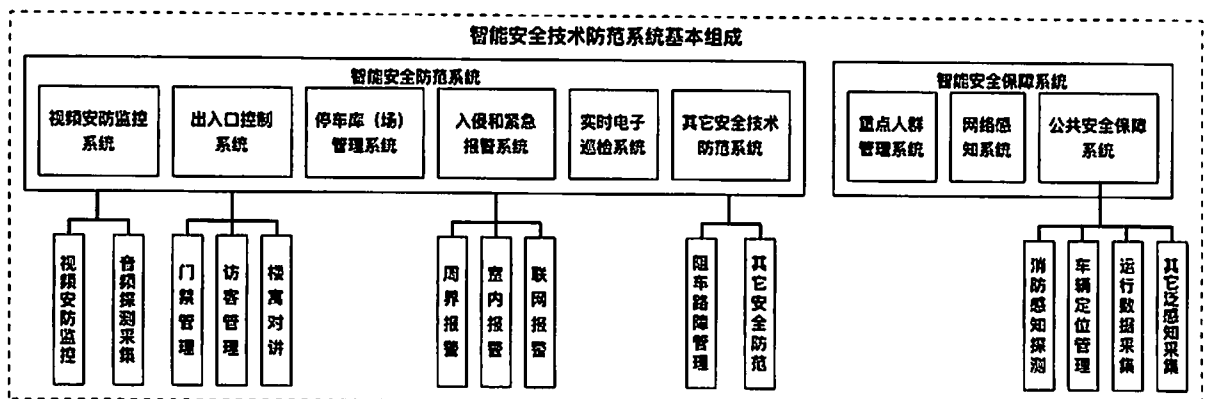 智能安全技术防范系统基本组成
智能安全防范系统
智能安全保障系统
视频安防监控
系统
出入口控制
系统
停车库（场）
管理系统
入侵和紧急
报警系统
实时电子
巡检系统
其它安全技术
防范系统
重点人群
管理系统
网络感
知系统
公共安全保障
系统
视频安防监控
音频探测采集
门禁管理
访客管理
楼寓对讲
周界报警
室内报警
联网报警
阻车路障管理
其它安全防范
消防感知探测
车辆定位管理
运行数据采集
其它泛感知采集